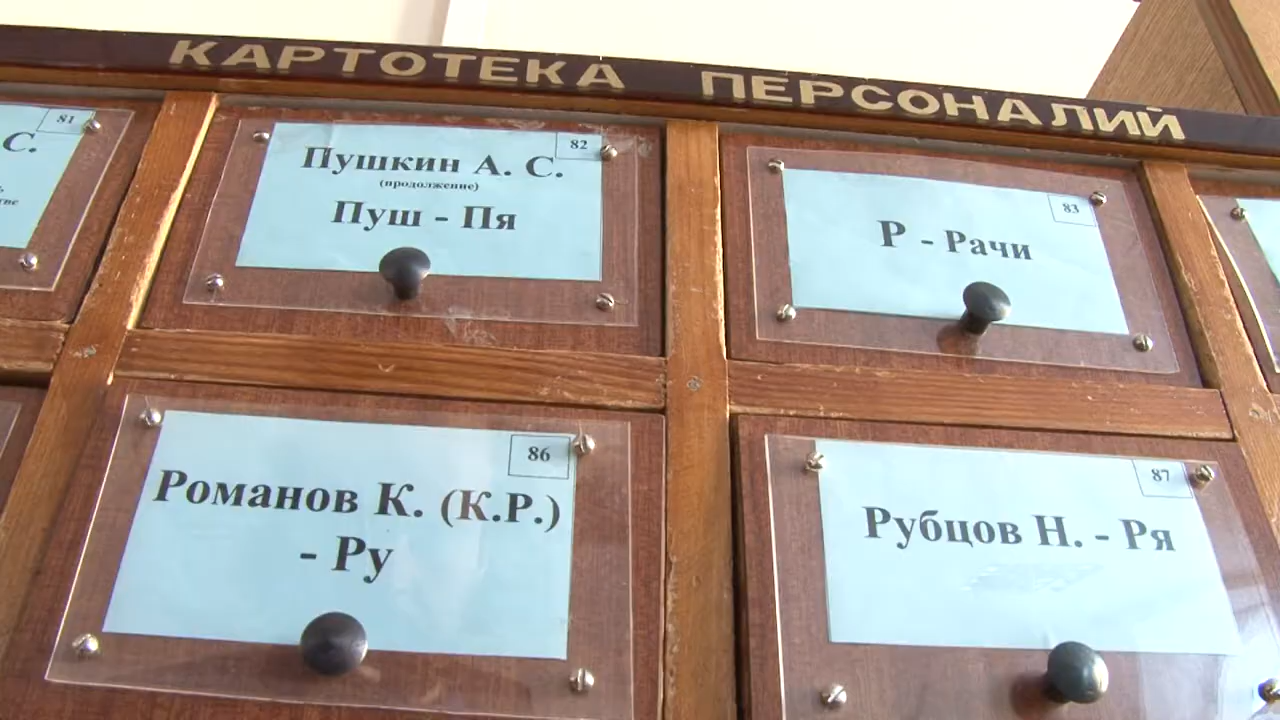 КАРТОТЕКА ПЕРСОНАЛИЙ
81
С.
82
Пушкин А. С.
(продолжение)
Пуш - Пя
83
Р - Рачи
86
Романов К. (К.Р.)
- Ру
87
Рубцов Н. - Ря